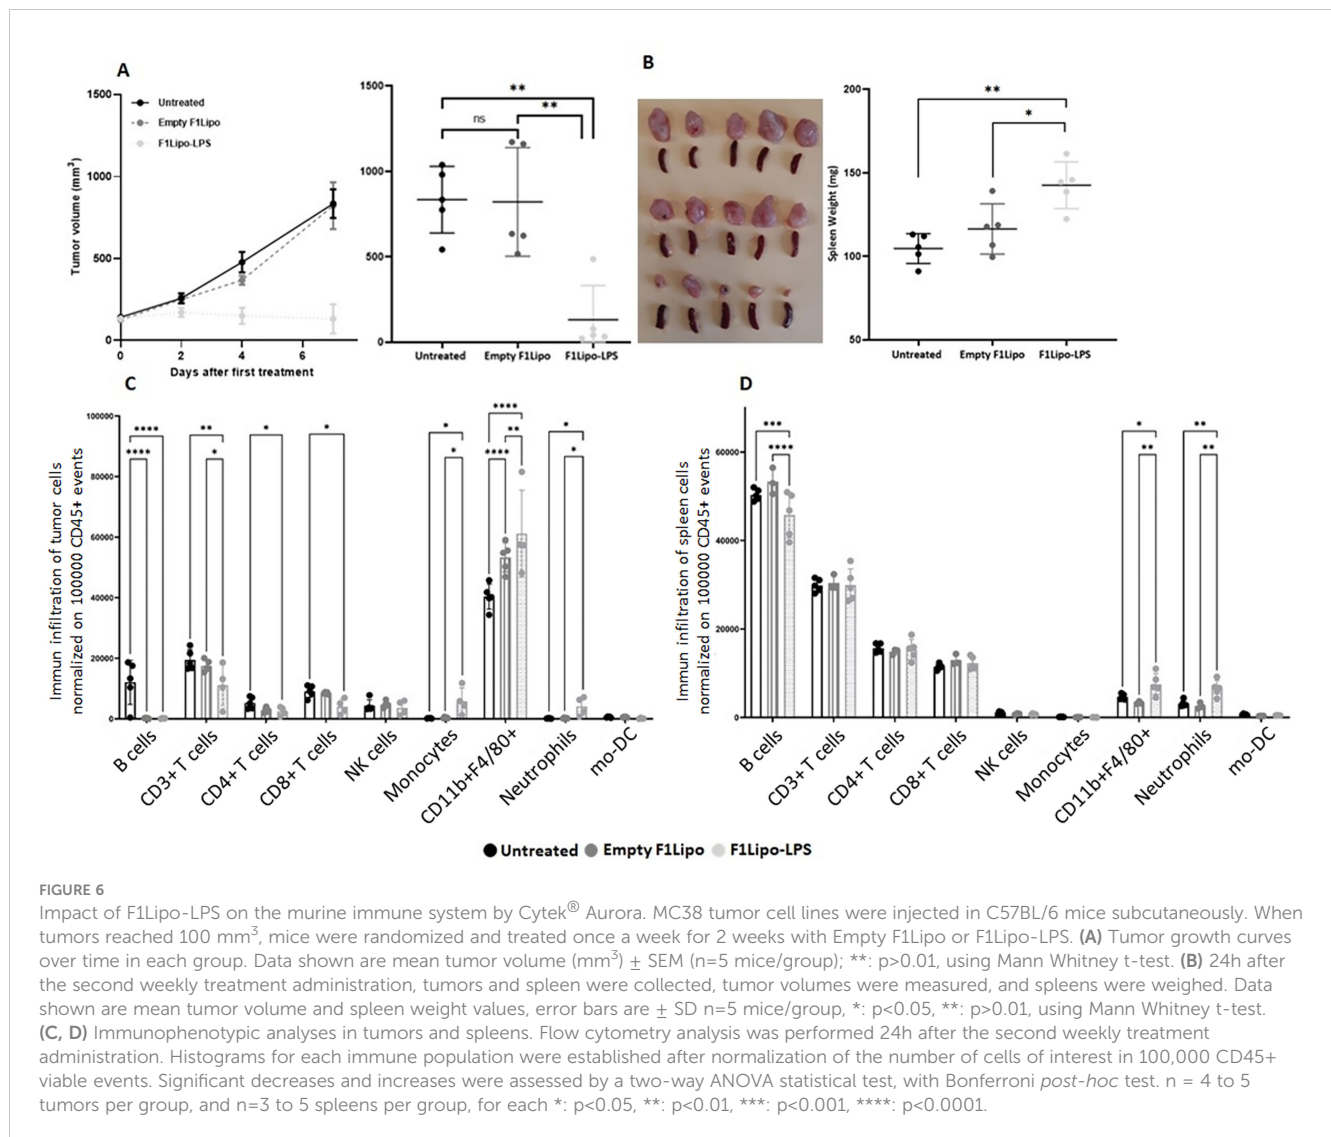 A
1500
1000
500
0
0
2
4
6
Tumor volume (mm³)
Days after first treatment
Untreated
Empty F1Lipo
F1Lipo-LPS
1500
1000
500
0
**
**
ns
Untreated
Empty F1Lipo
F1Lipo-LPS
B
200
150
100
50
Spleen Weight (mg)
**
*
Untreated
Empty F1Lipo
F1Lipo-LPS
C
100000
80000
60000
40000
20000
0
Immun infiltration of tumor cells
normalized on 100000 CD45+ events
****
****
**
*
*
*
*
*
****
**
****
*
*
B cells
CD3+ T cells
CD4+ T cells
CD8+ T cells
NK cells
Monocytes
CD11b+F4/80+
Neutrophils
mo-DC
D
60000
40000
20000
0
Immun infiltration of spleen cells
normalized on 100000 CD45+ events
***
****
*
**
**
**
B cells
CD3+ T cells
CD4+ T cells
CD8+ T cells
NK cells
Monocytes
CD11b+F4/80+
Neutrophils
mo-DC
Untreated Empty F1Lipo F1Lipo-LPS
FIGURE 6
Impact of F1Lipo-LPS on the murine immune system by Cytek® Aurora. MC38 tumor cell lines were injected in C57BL/6 mice subcutaneously. When
tumors reached 100 mm³, mice were randomized and treated once a week for 2 weeks with Empty F1Lipo or F1Lipo-LPS. (A) Tumor growth curves
over time in each group. Data shown are mean tumor volume (mm³) ± SEM (n=5 mice/group); **: p>0.01, using Mann Whitney t-test. (B) 24h after
the second weekly treatment administration, tumors and spleen were collected, tumor volumes were measured, and spleens were weighed. Data
shown are mean tumor volume and spleen weight values, error bars are ± SD n=5 mice/group, *: p<0.05, **: p>0.01, using Mann Whitney t-test.
(C, D) Immunophenotypic analyses in tumors and spleens. Flow cytometry analysis was performed 24h after the second weekly treatment
administration. Histograms for each immune population were established after normalization of the number of cells of interest in 100,000 CD45+
viable events. Significant decreases and increases were assessed by a two-way ANOVA statistical test, with Bonferroni post-hoc test. n = 4 to 5
tumors per group, and n=3 to 5 spleens per group, for each *: p<0.05, **: p<0.01, ***: p<0.001, ****: p<0.0001.